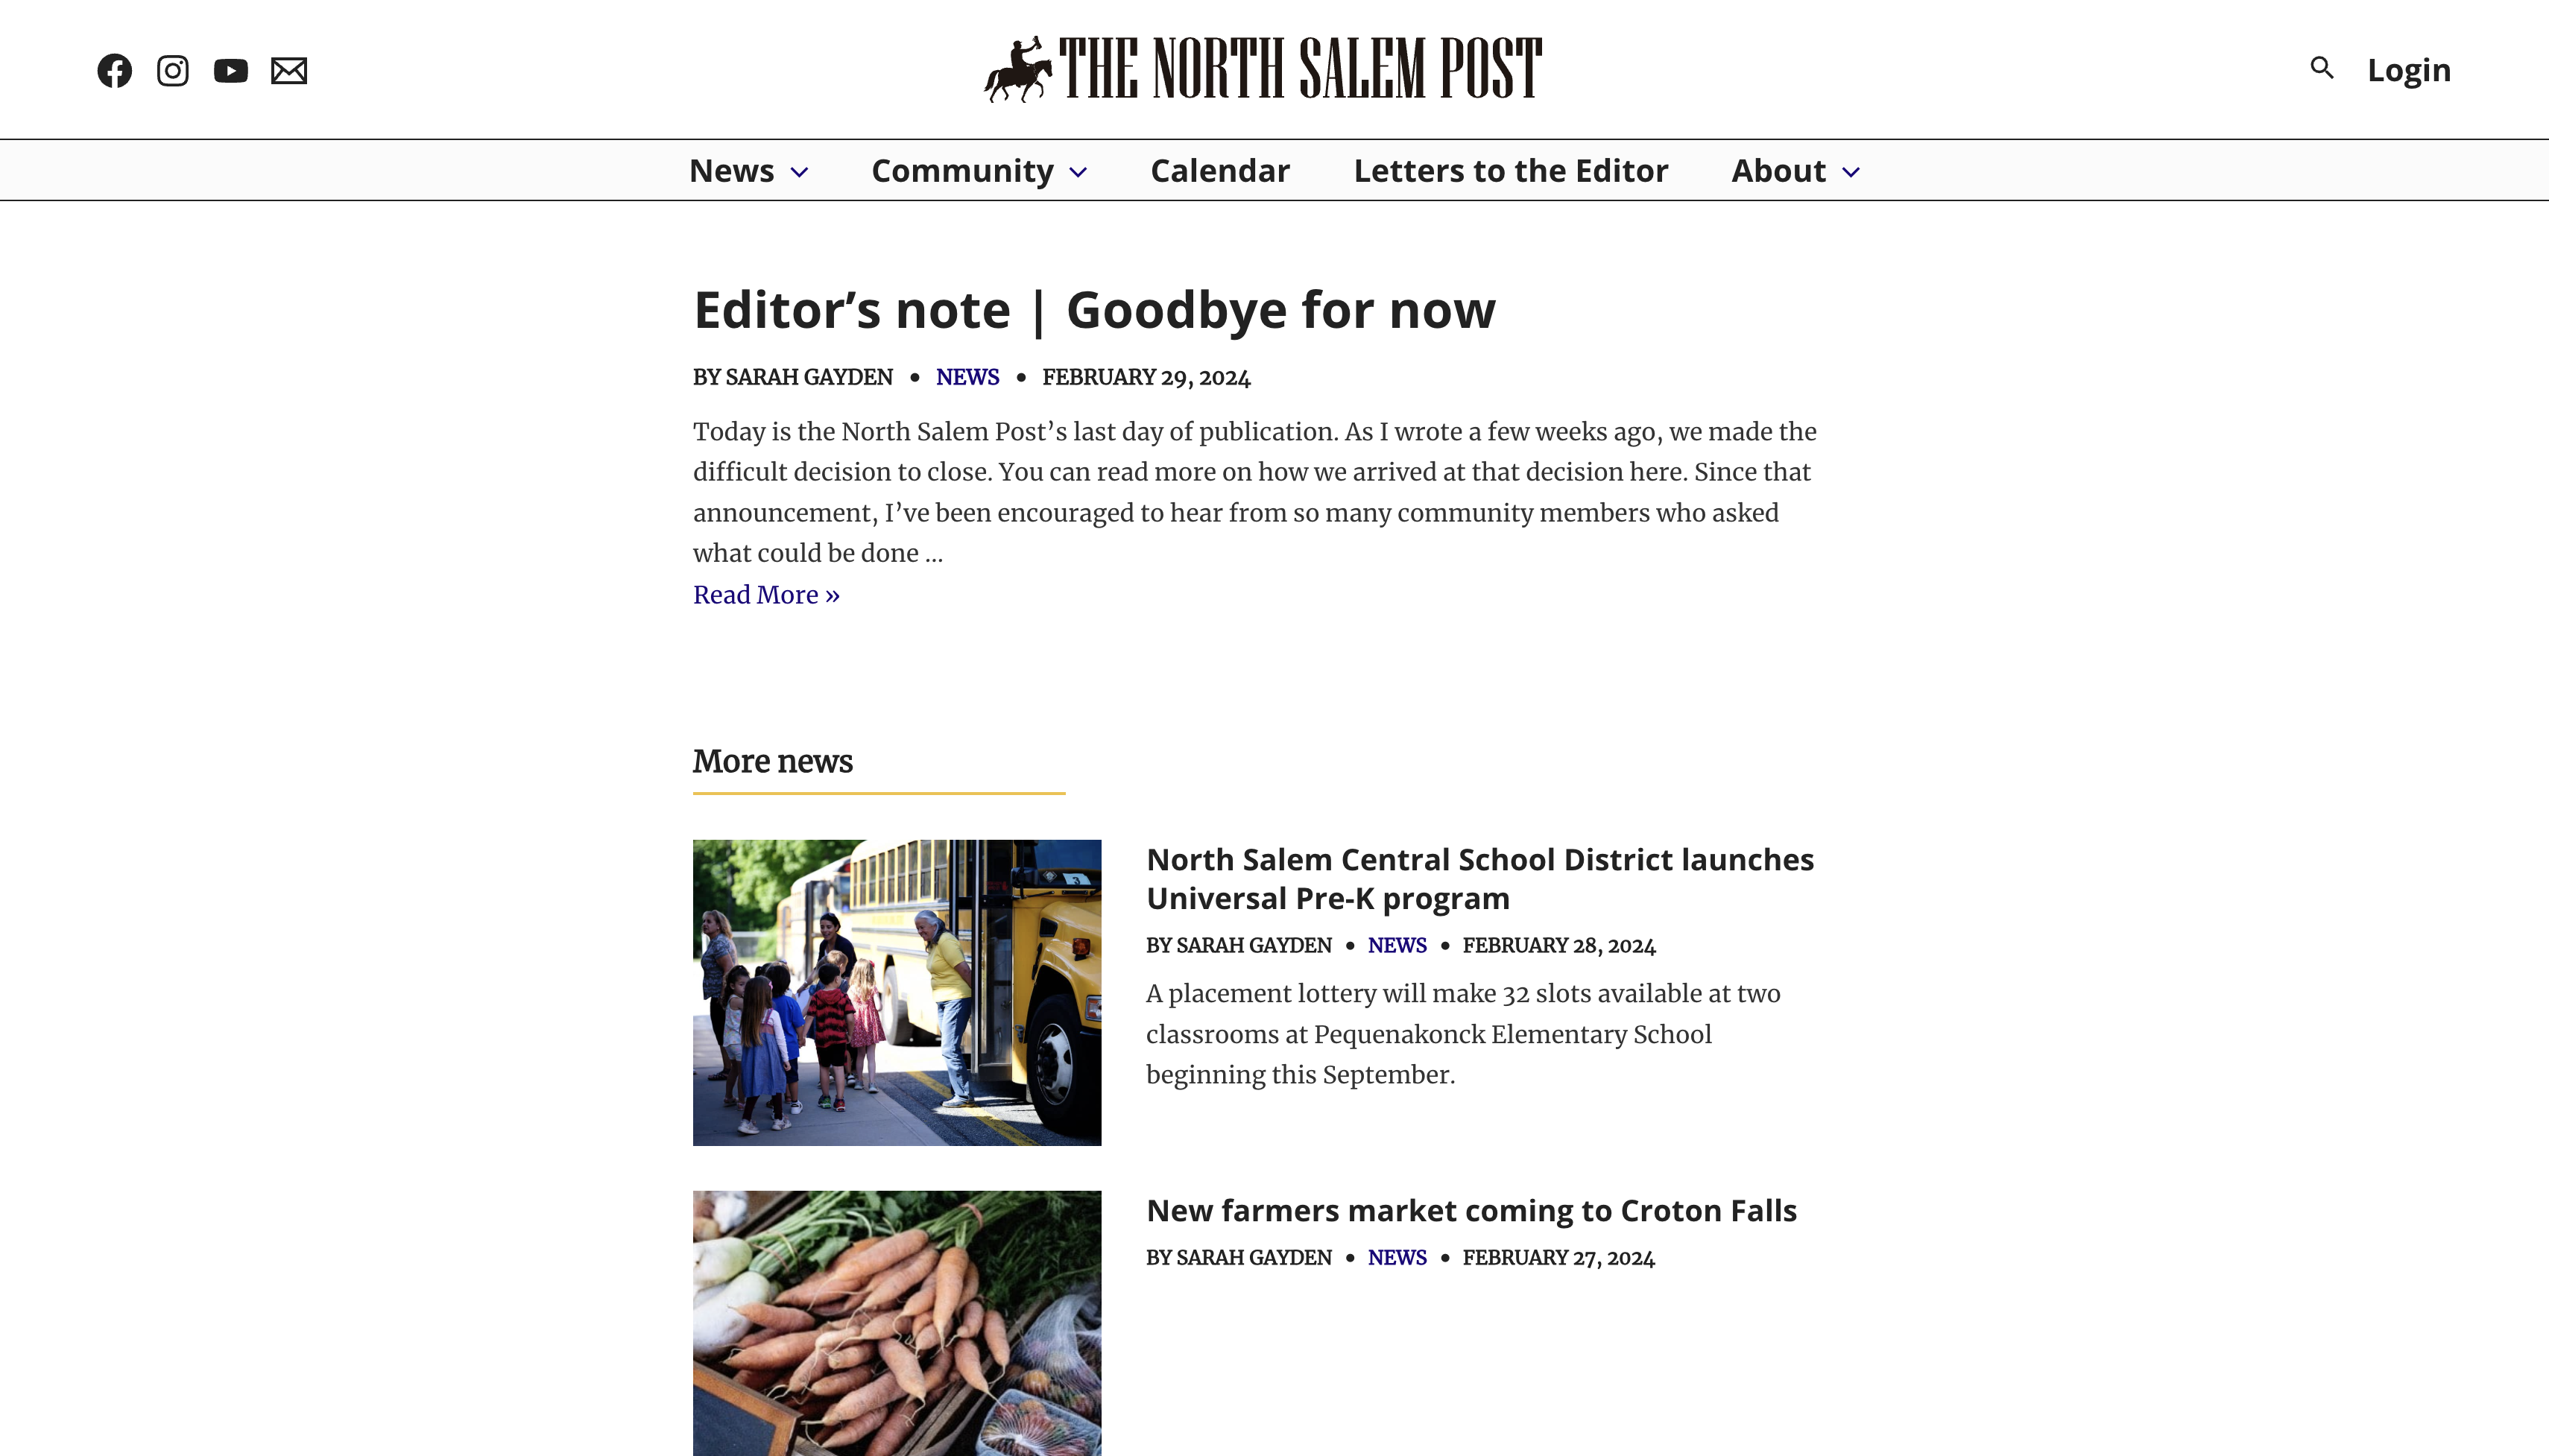 THE NORTH SALEM POST
Login
News
Community
Calendar
Letters to the Editor
About
Editor’s note | Goodbye for now
BY SARAH GAYDEN • NEWS • FEBRUARY 29, 2024
Today is the North Salem Post’s last day of publication. As I wrote a few weeks ago, we made the
difficult decision to close. You can read more on how we arrived at that decision here. Since that
announcement, I’ve been encouraged to hear from so many community members who asked
what could be done ...
Read More »
More news
3
North Salem Central School District launches
Universal Pre-K program
BY SARAH GAYDEN • NEWS • FEBRUARY 28, 2024
A placement lottery will make 32 slots available at two
classrooms at Pequenakonck Elementary School
beginning this September.
New farmers market coming to Croton Falls
BY SARAH GAYDEN • NEWS • FEBRUARY 27, 2024